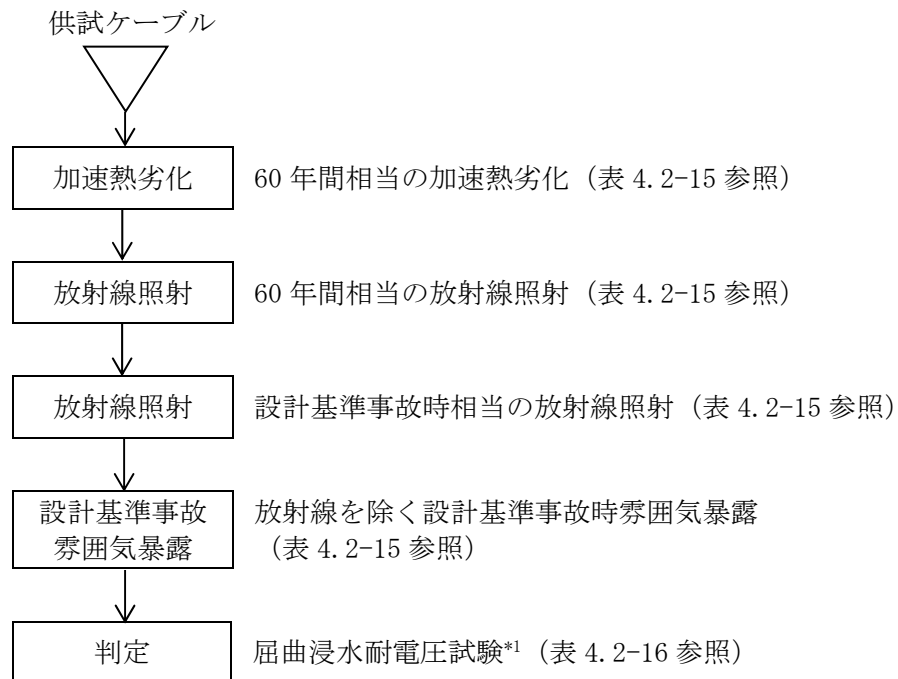 供試ケーブル
加速熱劣化 60 年間相当の加速熱劣化（表 4.2-15 参照）
放射線照射 60 年間相当の放射線照射（表 4.2-15 参照）
放射線照射 設計基準事故時相当の放射線照射（表 4.2-15 参照）
設計基準事故 放射線を除く設計基準事故時雰囲気暴露
雰囲気暴露 （表 4.2-15 参照）
判定 屈曲浸水耐電圧試験*1（表 4.2-16 参照）